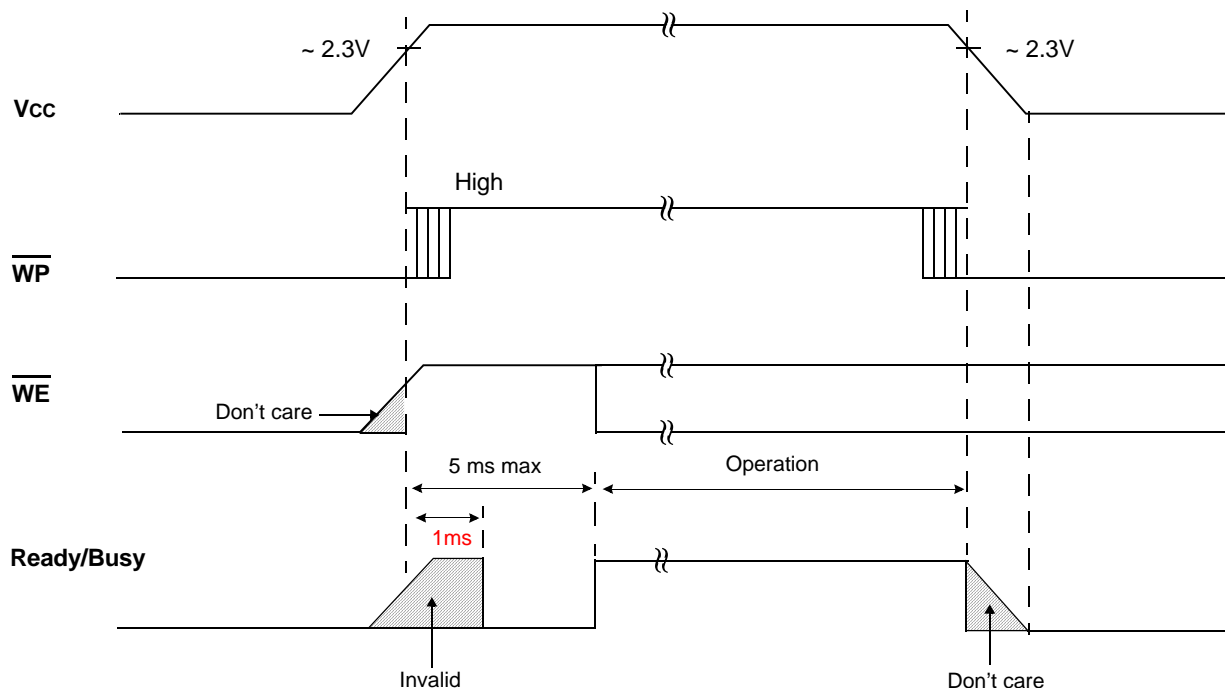 ~ 2.3V
~ 2.3V
Vcc
High
WP
WE
Don't care
5 ms max
Operation
1ms
Ready/Busy
Invalid
Don't care